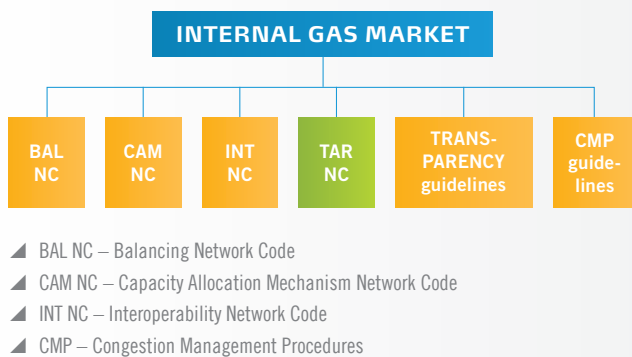 INTERNAL GAS MARKET
BAL
NC
CAM
NC
INT
NC
TAR
NC
TRANS-
PARENCY
guidelines
CMP
guide-
lines
BAL NC – Balancing Network Code
CAM NC – Capacity Allocation Mechanism Network Code
INT NC – Interoperability Network Code
CMP – Congestion Management Procedures